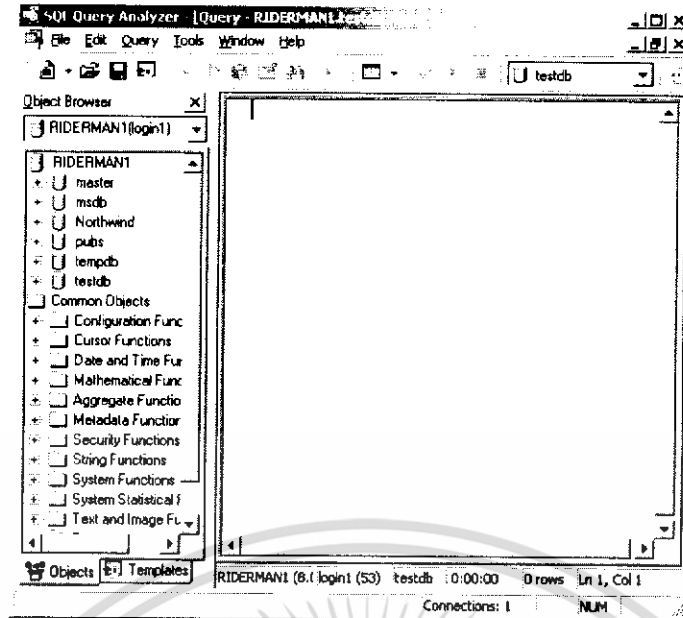 SQL Query Analyzer - [Query - RIDERMAN1.test
File Edit Query Tools Window Help
testdb
Object Browser
RIDERMAN1(login1)
RIDERMAN1
master
msdb
Northwind
pubs
tempdb
testdb
Common Objects
Configuration Func
Cursor Functions
Date and Time Fur
Mathematical Func
Aggregate Functio
Metadata Functior
Security Functions
String Functions
System Functions
System Statistical F
Text and Image Fu
Objects Templates
RIDERMAN1 (8.( login1 (53) testdb 0:00:00 0 rows Ln 1, Col 1
Connections: 1 NUM